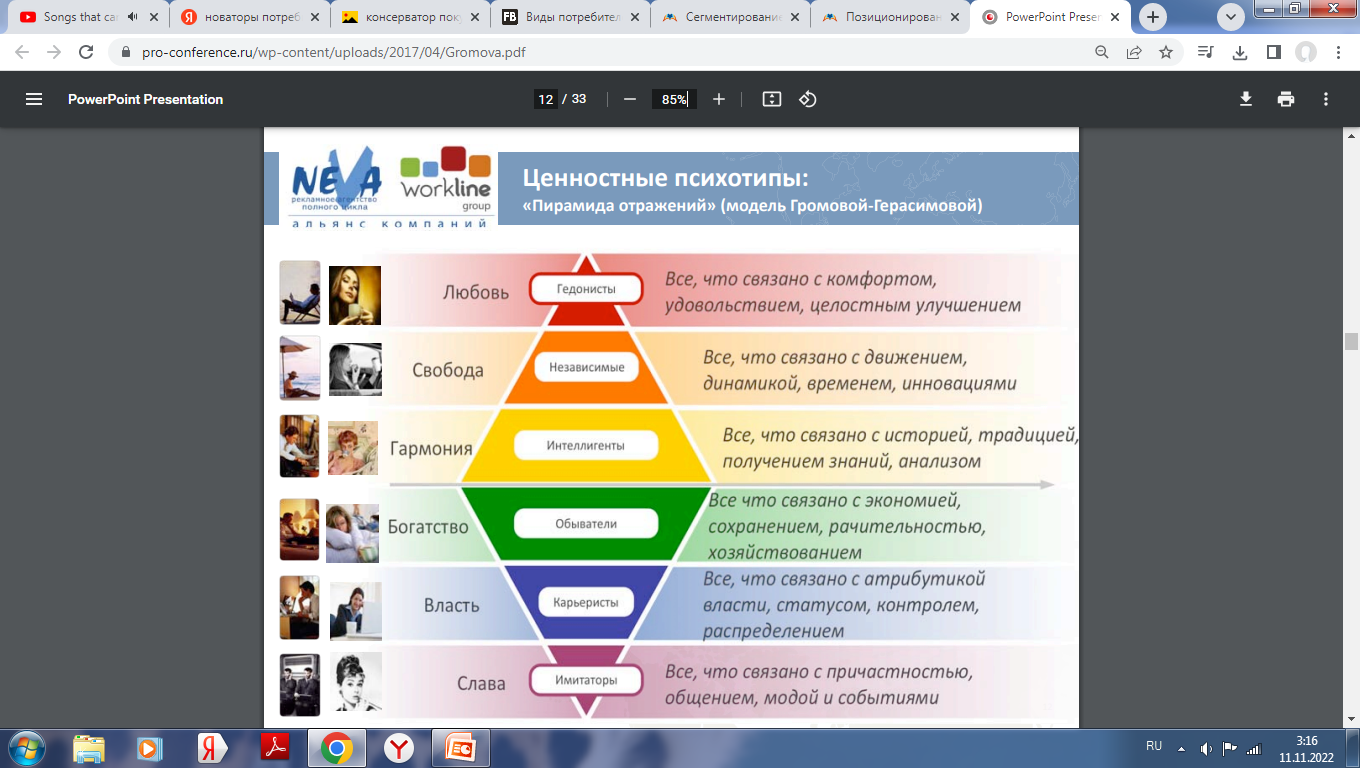 Songs that car
новаторы потреб
консерватор пок
Виды потребител
Сегментировани
Позиционирован
PowerPoint Preser
pro-conference.ru/wp-content/uploads/2017/04/Gromova.pdf
PowerPoint Presentation
12 / 33
85%
NEVA
рекламное агентство
полного цикла
workline
group
альянс компаний
Ценностные психотипы:
«Пирамида отражений» (модель Громовой-Герасимовой)
Любовь
Гедонисты
Все, что связано с комфортом,
удовольствием, целостным улучшением
Свобода
Независимые
Все, что связано с движением,
динамикой, временем, инновациями
Гармония
Интеллигенты
Все, что связано с историей, традицией,
получением знаний, анализом
Богатство
Обыватели
Все что связано с экономией,
сохранением, рачительностью,
хозяйствованием
Власть
Карьеристы
Все, что связано с атрибутикой
власти, статусом, контролем,
распределением
Слава
Имитаторы
Все, что связано с причастностью,
общением, модой и событиями
RU
3:16
11.11.2022